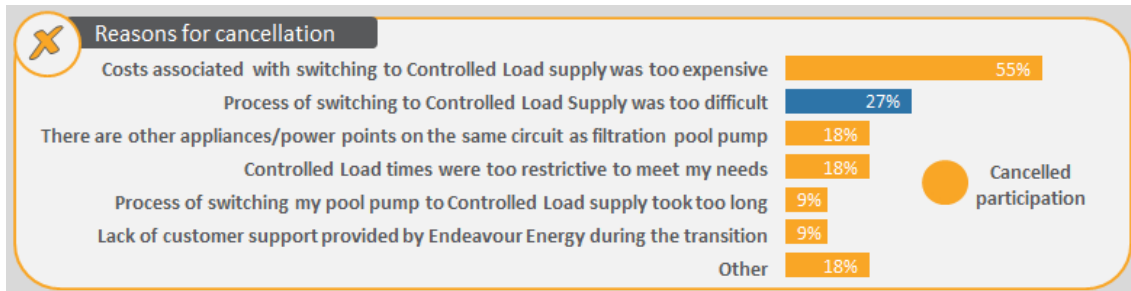 Reasons for cancellation
Costs associated with switching to Controlled Load supply was too expensive 55%
Process of switching to Controlled Load Supply was too difficult 27%
There are other appliances/power points on the same circuit as filtration pool pump 18%
Controlled Load times were too restrictive to meet my needs 18%
Process of switching my pool pump to Controlled Load supply took too long 9%
Lack of customer support provided by Endeavour Energy during the transition 9%
Other 18%
Cancelled
participation